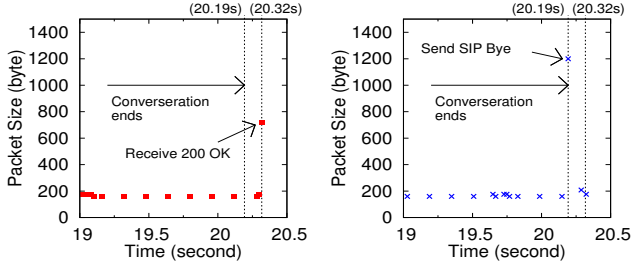 (20.19s) (20.32s)
Packet Size (byte)
1400
1200
1000
800
600
400
200
0
Converseration
ends
Receive 200 OK
19 19.5 20 20.5
Time (second)
(20.19s) (20.32s)
Packet Size (byte)
1400
1200
1000
800
600
400
200
0
Send SIP Bye
Converseration
ends
19 19.5 20 20.5
Time (second)